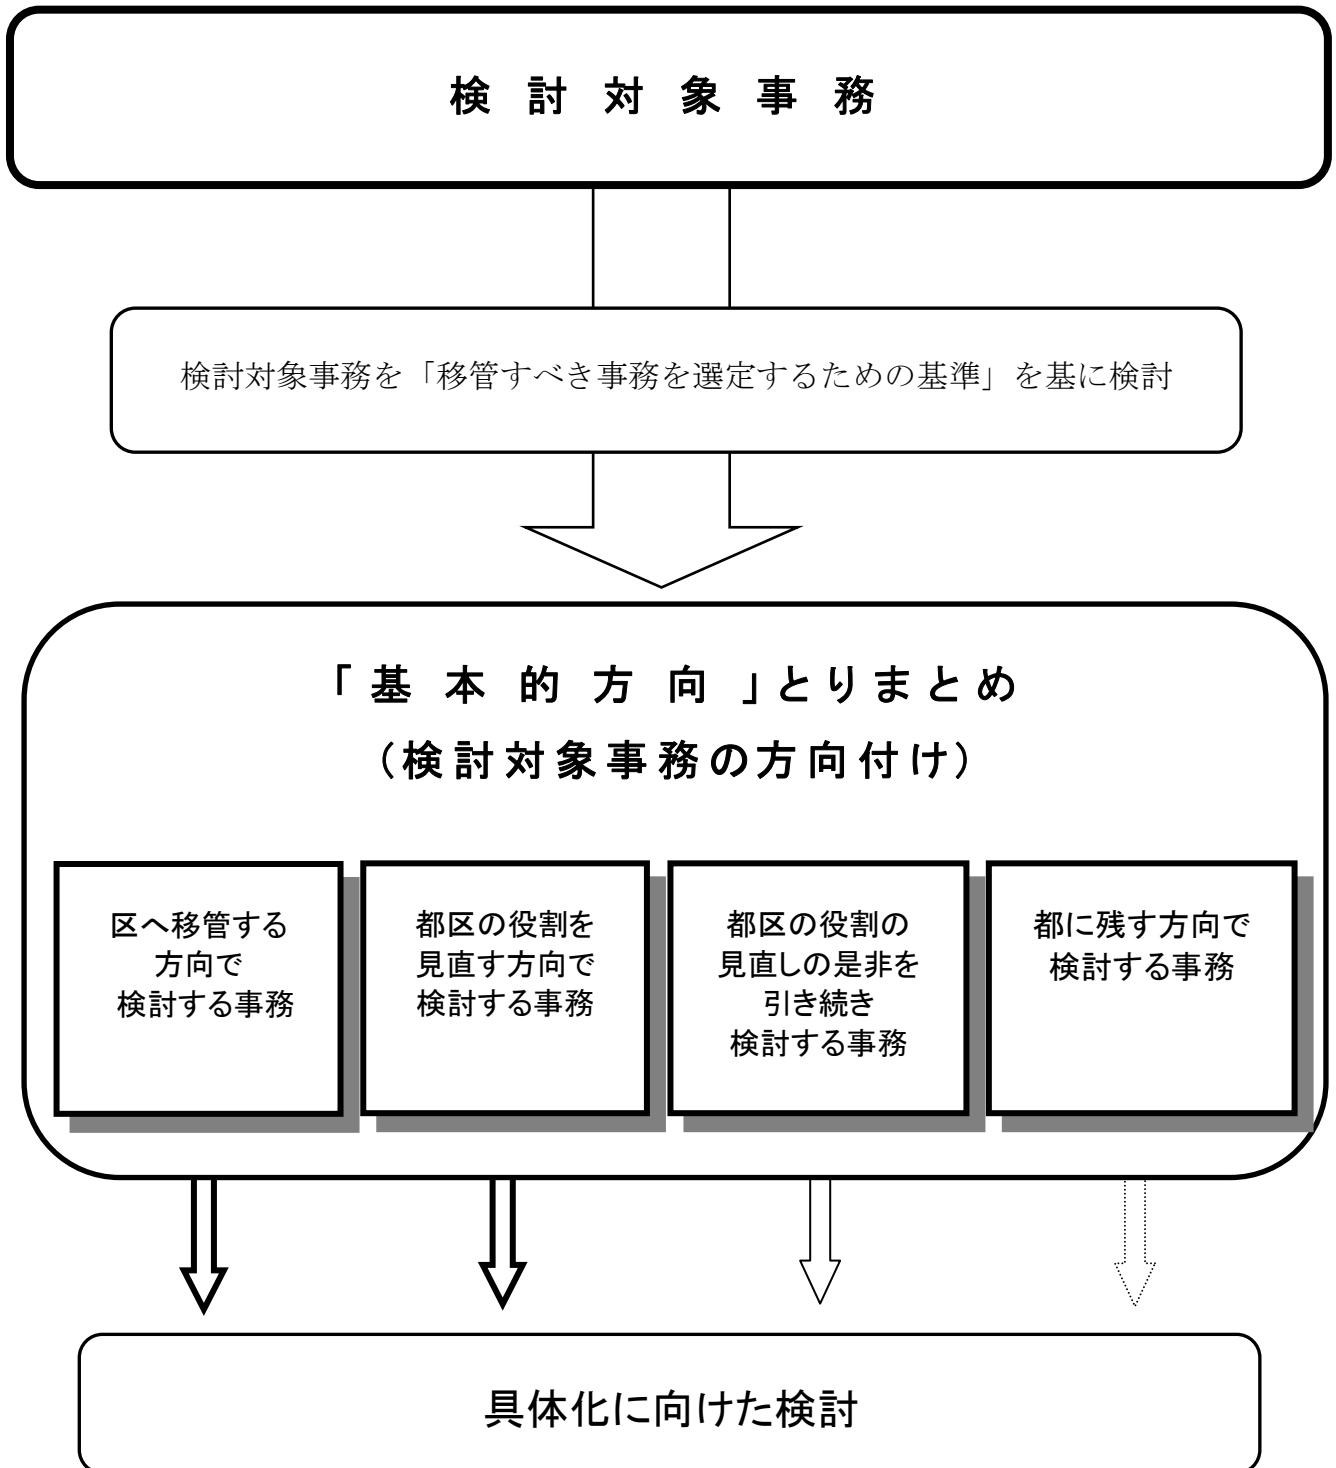 検討対象事務
検討対象事務を「移管すべき事務を選定するための基準」を基に検討
「基本的方向」とりまとめ
（検討対象事務の方向付け）
区へ移管する
方向で
検討する事務
都区の役割を
見直す方向で
検討する事務
都区の役割の
見直しの是非を
引き続き
検討する事務
都に残す方向で
検討する事務
具体化に向けた検討